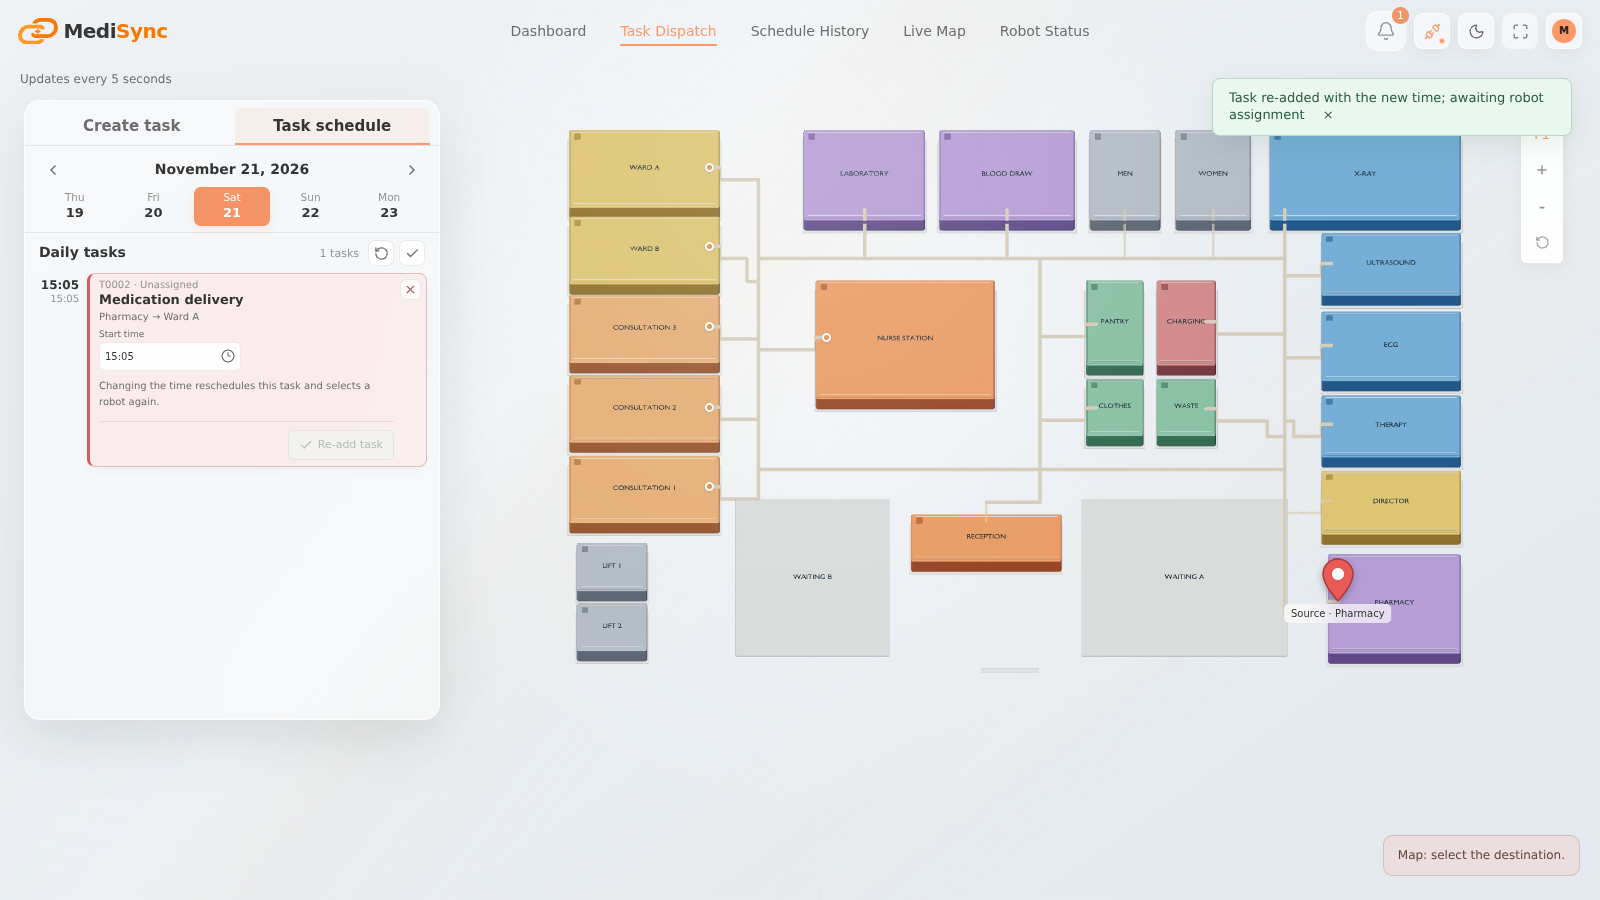 MediSync
Dashboard
Task Dispatch
Schedule History
Live Map
Robot Status
1
M
Updates every 5 seconds
Task re-added with the new time; awaiting robot
assignment ×
Create task
Task schedule
November 21, 2026
Thu
19
Fri
20
Sat
21
Sun
22
Mon
23
Daily tasks
1 tasks
15:05
15:05
T0002 · Unassigned
Medication delivery
Pharmacy → Ward A
Start time
15:05
Changing the time reschedules this task and selects a
robot again.
Re-add task
WARD A
WARD B
CONSULTATION 3
CONSULTATION 2
CONSULTATION 1
LIFT 1
LIFT 2
LABORATORY
BLOOD DRAW
MEN
WOMEN
X-RAY
NURSE STATION
PANTRY
CHARGING
CLOTHES
WASTE
ULTRASOUND
ECG
THERAPY
DIRECTOR
WAITING B
RECEPTION
WAITING A
PHARMACY
Source · Pharmacy
+
-
Map: select the destination.